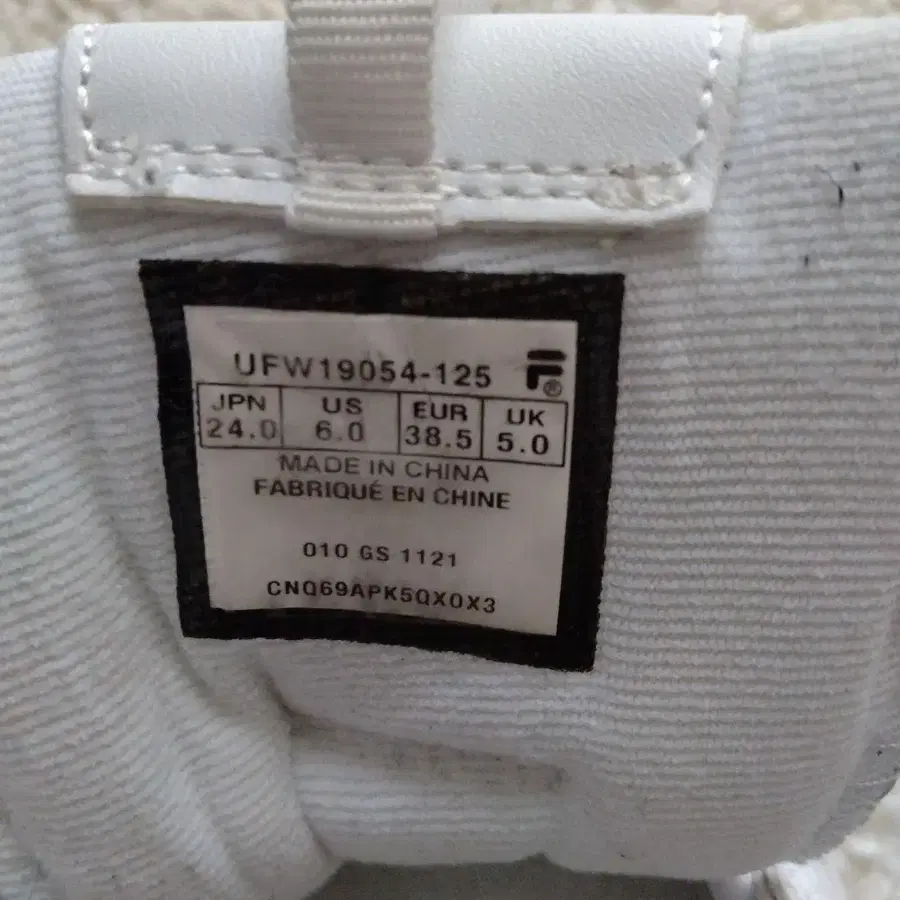 UFW19054-125
JPN US EUR UK
24.0 6.0 38.5 5.0
MADE IN CHINA
FABRIQUÉ EN CHINE
010 GS 1121
CNQ69APK5QX0X3